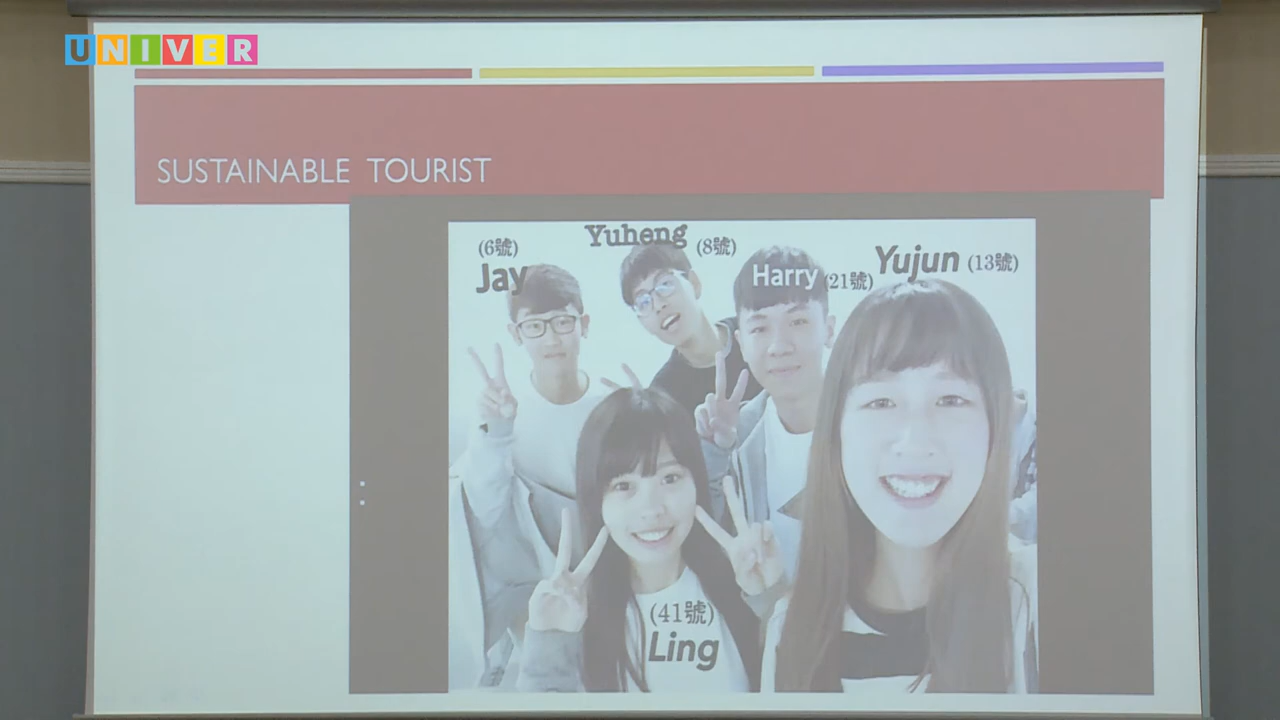 UNIVER
SUSTAINABLE TOURIST
(6號)
Jay
Yuheng (8號)
Harry (21號)
Yujun (13號)
(41號)
Ling